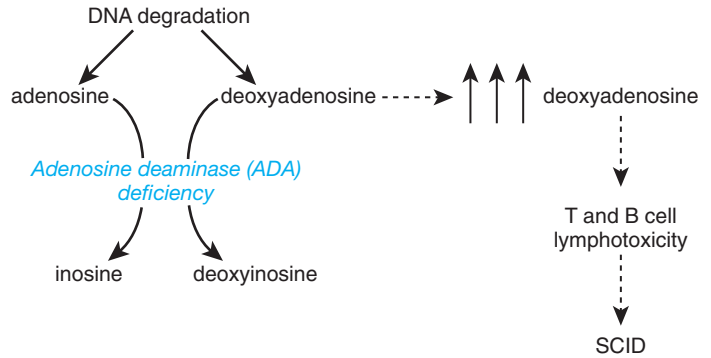 DNA degradation
adenosine
deoxyadenosine
deoxyadenosine
Adenosine deaminase (ADA)
deficiency
T and B cell
lymphotoxicity
inosine
deoxyinosine
SCID